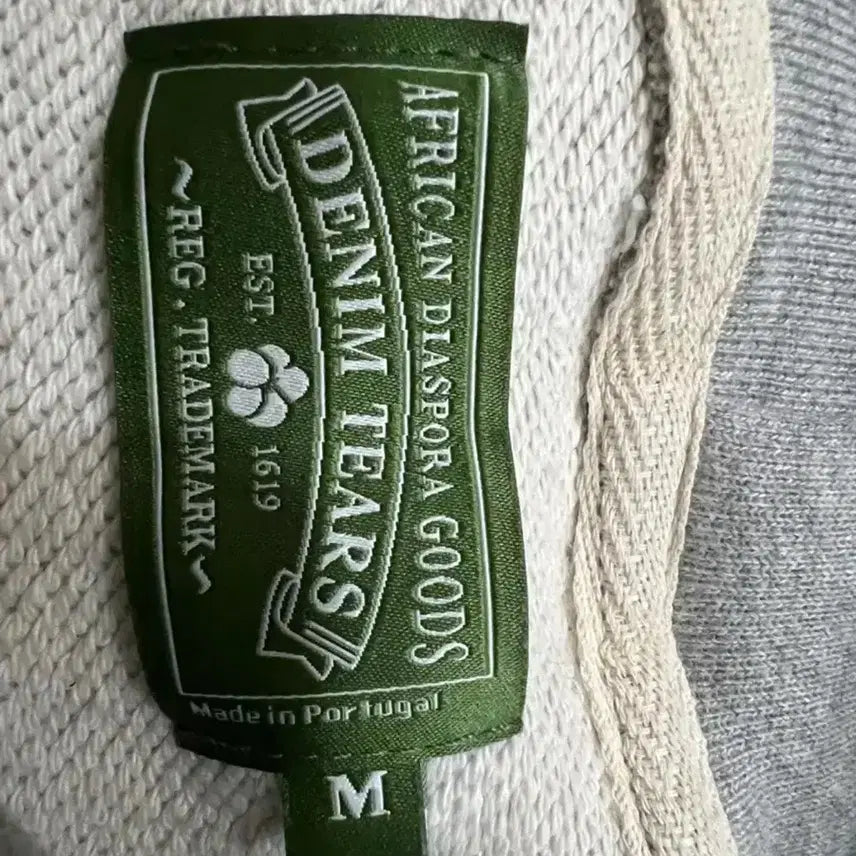 AFRICAN DIASPORA GOODS
DENIM TEARS
EST. 1619
~REG. TRADEMARK~
Made in Portugal
M